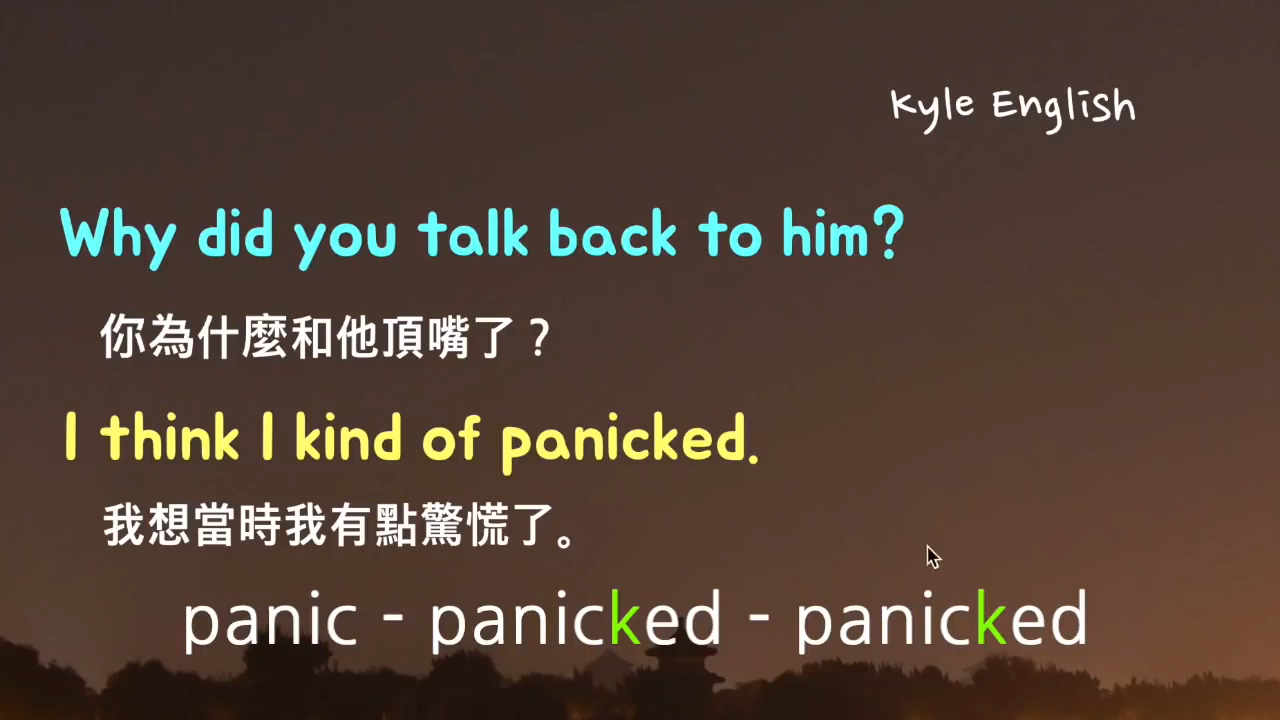 Kyle English
Why did you talk back to him?
你為什麼和他頂嘴了？
I think I kind of panicked.
我想當時我有點驚慌了。
panic - panicked - panicked